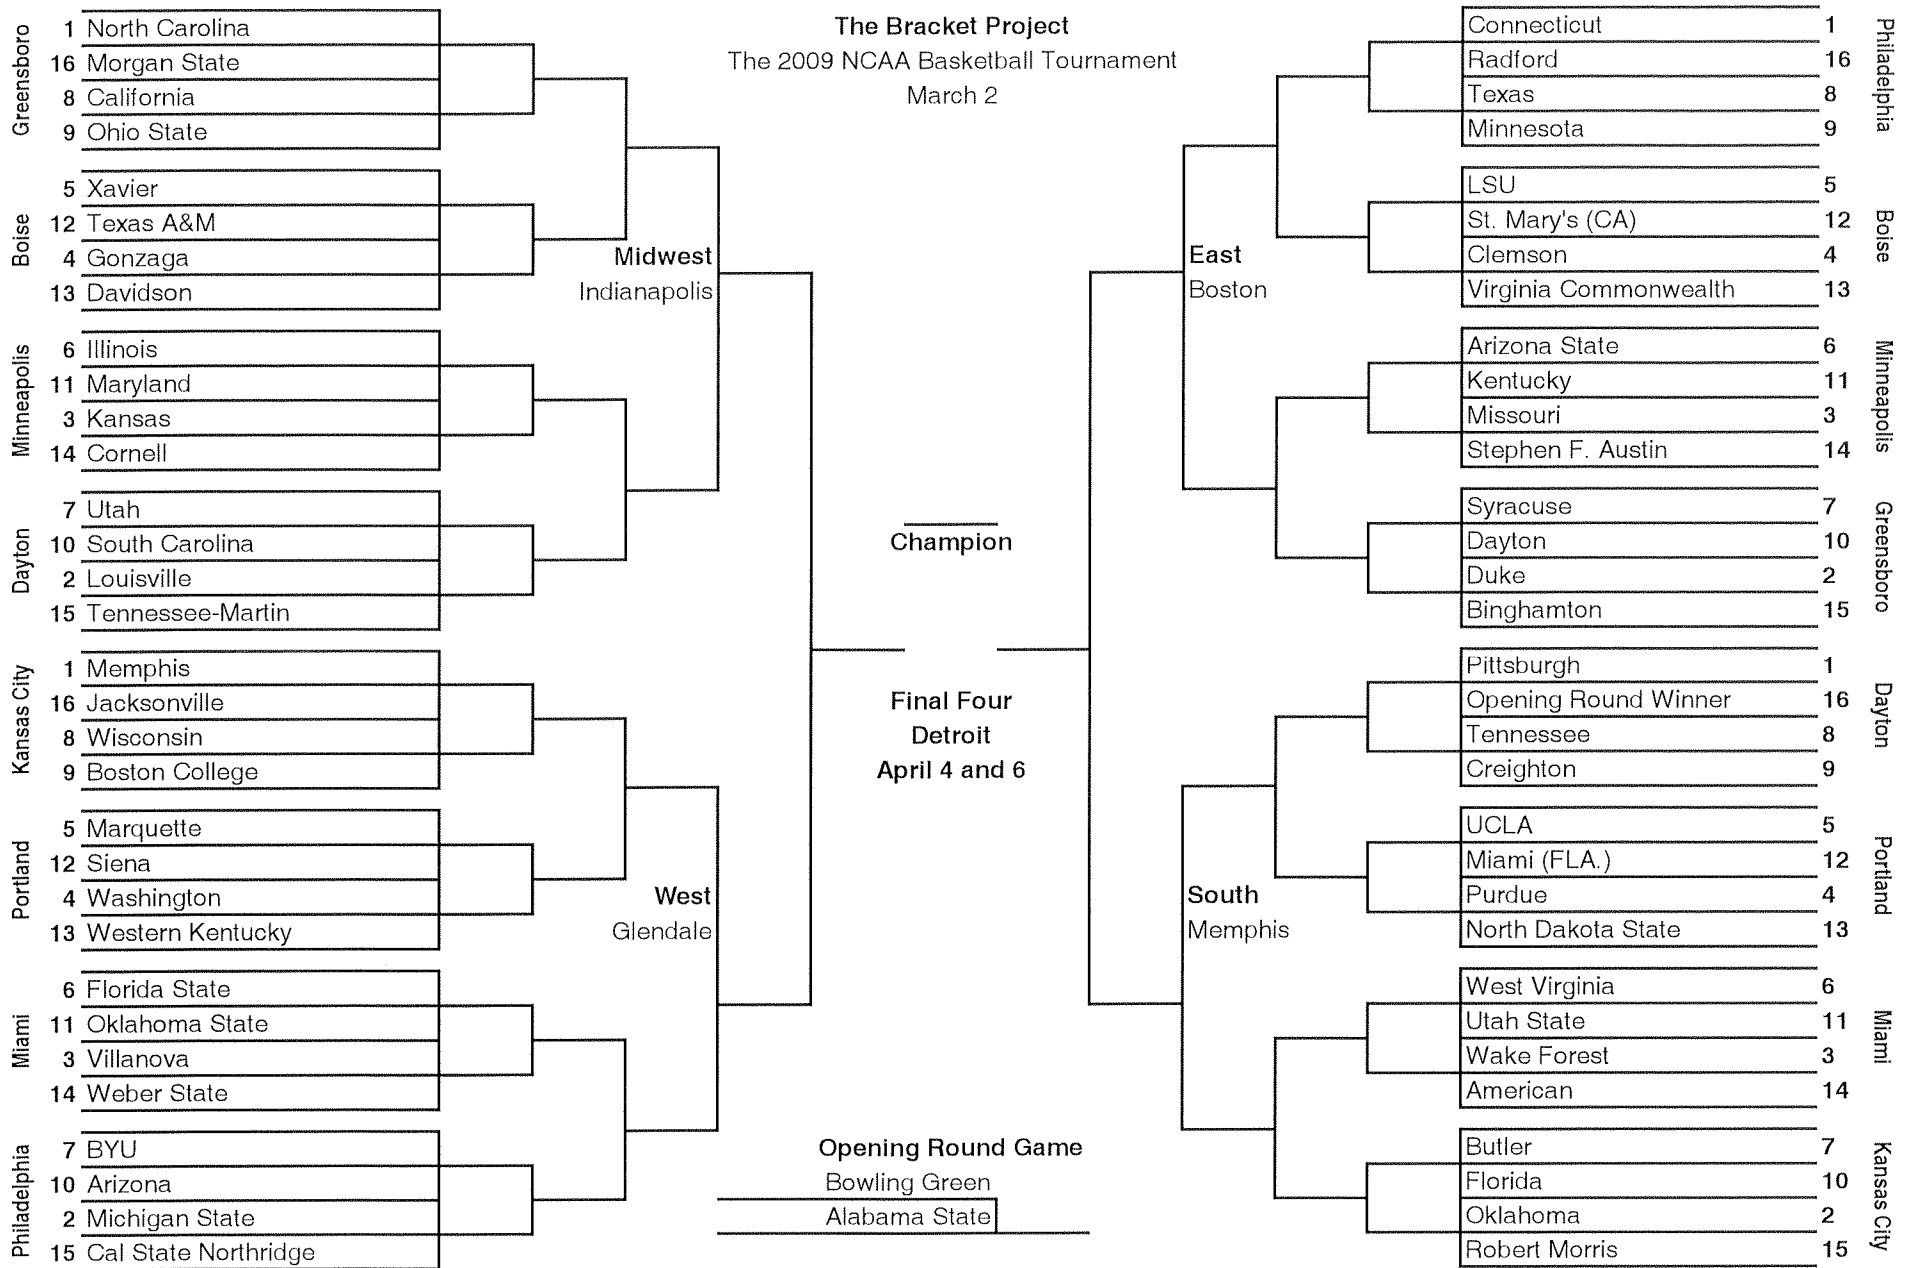 The Bracket Project
The 2009 NCAA Basketball Tournament
March 2
Greensboro
1 North Carolina
16 Morgan State
8 California
9 Ohio State
Boise
5 Xavier
12 Texas A&M
4 Gonzaga
13 Davidson
Midwest
Indianapolis
Minneapolis
6 Illinois
11 Maryland
3 Kansas
14 Cornell
Dayton
7 Utah
10 South Carolina
2 Louisville
15 Tennessee-Martin
Kansas City
1 Memphis
16 Jacksonville
8 Wisconsin
9 Boston College
Portland
5 Marquette
12 Siena
4 Washington
13 Western Kentucky
West
Glendale
Miami
6 Florida State
11 Oklahoma State
3 Villanova
14 Weber State
Philadelphia
7 BYU
10 Arizona
2 Michigan State
15 Cal State Northridge
Champion
Final Four
Detroit
April 4 and 6
Opening Round Game
Bowling Green
Alabama State
Philadelphia
Connecticut 1
Radford 16
Texas 8
Minnesota 9
Boise
LSU 5
St. Mary's (CA) 12
Clemson 4
Virginia Commonwealth 13
East
Boston
Minneapolis
Arizona State 6
Kentucky 11
Missouri 3
Stephen F. Austin 14
Greensboro
Syracuse 7
Dayton 10
Duke 2
Binghamton 15
Dayton
Pittsburgh 1
Opening Round Winner 16
Tennessee 8
Creighton 9
Portland
UCLA 5
Miami (FLA.) 12
Purdue 4
North Dakota State 13
South
Memphis
Miami
West Virginia 6
Utah State 11
Wake Forest 3
American 14
Kansas City
Butler 7
Florida 10
Oklahoma 2
Robert Morris 15